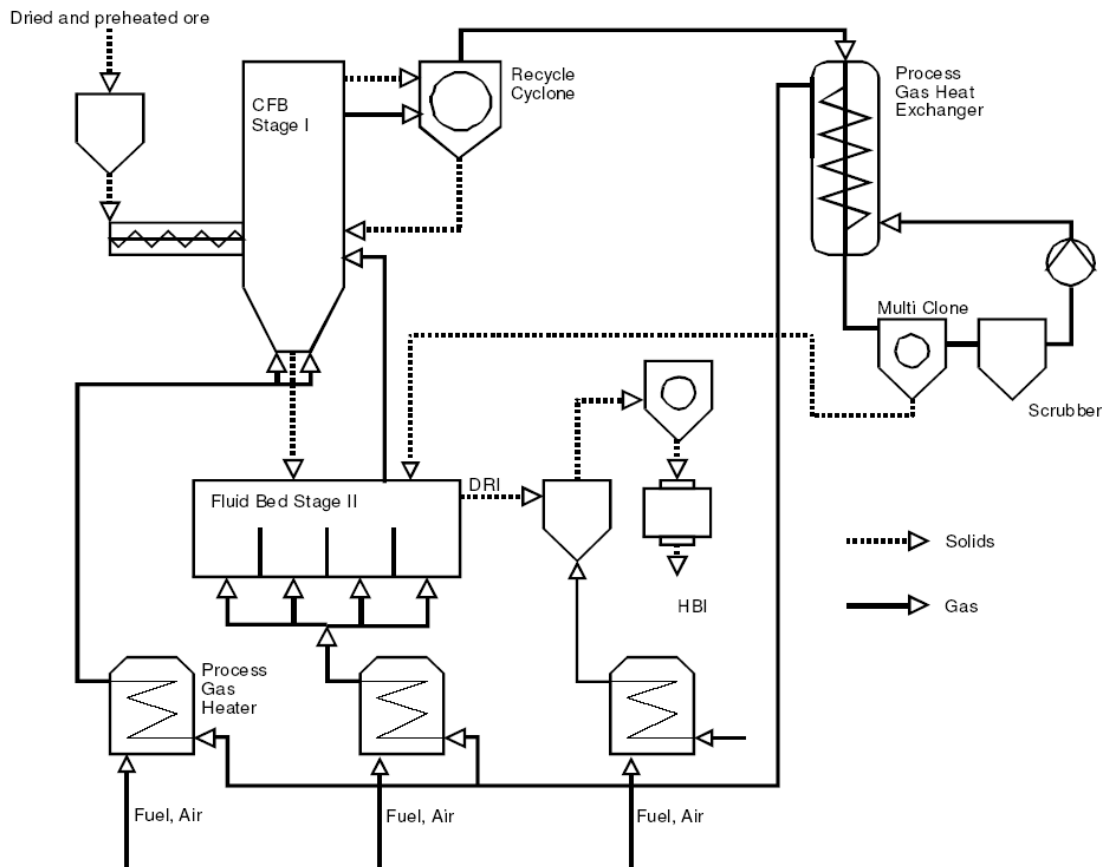 Dried and preheated ore
CFB
Stage I
Recycle
Cyclone
Process
Gas Heat
Exchanger
Multi Clone
Scrubber
Fluid Bed Stage II
DRI
Solids
Gas
HBI
Process
Gas
Heater
Fuel, Air
Fuel, Air
Fuel, Air